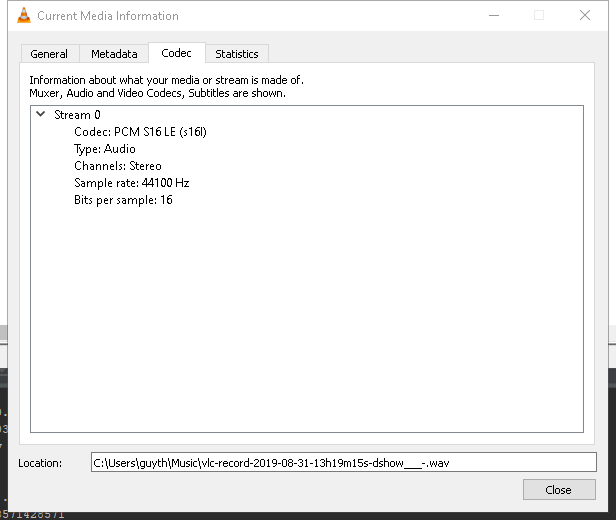 Current Media Information
General Metadata Codec Statistics
Information about what your media or stream is made of.
Muxer, Audio and Video Codecs, Subtitles are shown.
Stream 0
Codec: PCM S16 LE (s16l)
Type: Audio
Channels: Stereo
Sample rate: 44100 Hz
Bits per sample: 16
Location: C:\Users\guyth\Music\vlc-record-2019-08-31-13h19m15s-dshow___-.wav
Close